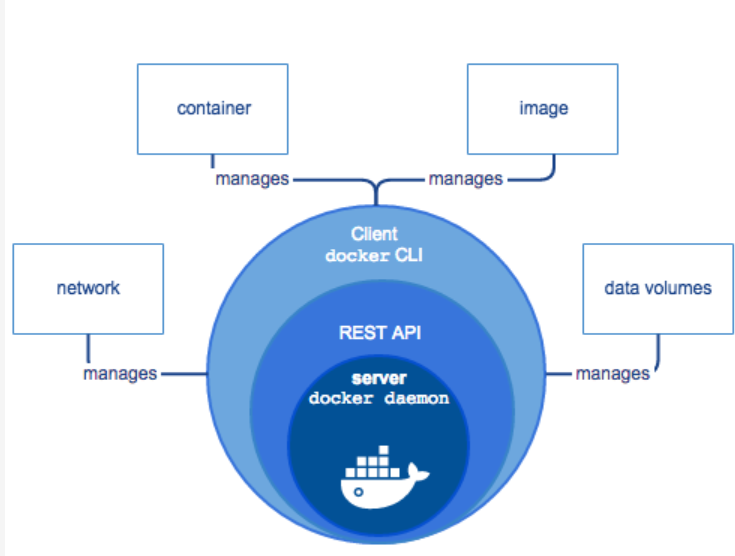 container
image
manages
manages
Client
docker CLI
network
data volumes
REST API
manages
manages
server
docker daemon